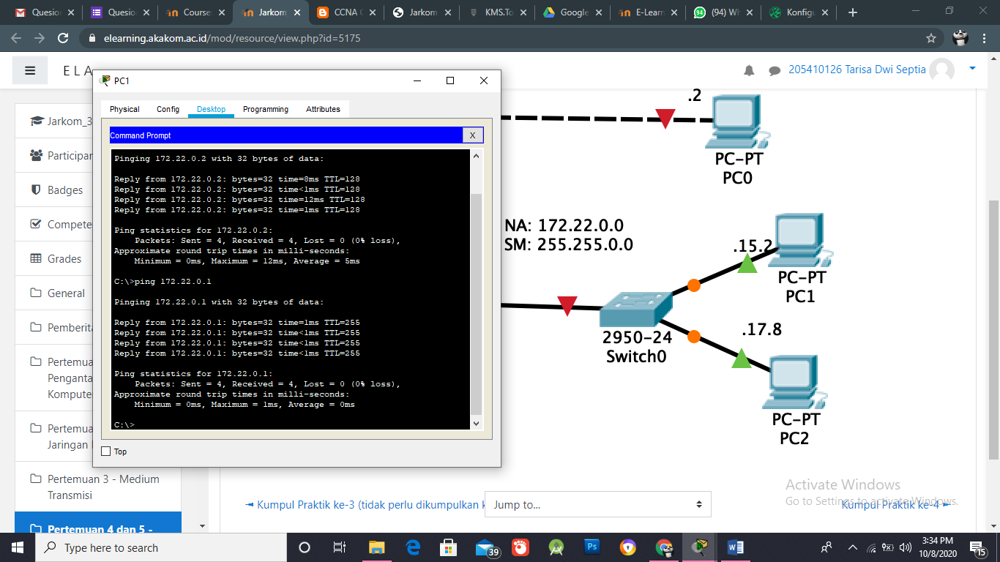 Quesio
Quesio
Course:
Jarkom
CCNA
Jarkom
KMS.To
Google
E-Learn
(94) W
Konfigu
elearning.akakom.ac.id/mod/resource/view.php?id=5175
E L A
205410126 Tarisa Dwi Septia
Jarkom_3
Participan
Badges
Compete
Grades
General
Pemberita
Pertemua
Penganta
Komputer
Pertemua
Jaringan
Pertemuan 3 - Medium
Transmisi
Pertemuan 4 dan 5 -
PC1
Physical Config Desktop Programming Attributes
Command Prompt
X
Pinging 172.22.0.2 with 32 bytes of data:
Reply from 172.22.0.2: bytes=32 time=8ms TTL=128
Reply from 172.22.0.2: bytes=32 time<1ms TTL=128
Reply from 172.22.0.2: bytes=32 time=12ms TTL=128
Reply from 172.22.0.2: bytes=32 time=1ms TTL=128
Ping statistics for 172.22.0.2:
Packets: Sent = 4, Received = 4, Lost = 0 (0% loss),
Approximate round trip times in milli-seconds:
Minimum = 0ms, Maximum = 12ms, Average = 5ms
C:\>ping 172.22.0.1
Pinging 172.22.0.1 with 32 bytes of data:
Reply from 172.22.0.1: bytes=32 time=1ms TTL=255
Reply from 172.22.0.1: bytes=32 time<1ms TTL=255
Reply from 172.22.0.1: bytes=32 time<1ms TTL=255
Reply from 172.22.0.1: bytes=32 time<1ms TTL=255
Ping statistics for 172.22.0.1:
Packets: Sent = 4, Received = 4, Lost = 0 (0% loss),
Approximate round trip times in milli-seconds:
Minimum = 0ms, Maximum = 1ms, Average = 0ms
C:\>
Top
.2
PC-PT
PC0
NA: 172.22.0.0
SM: 255.255.0.0
.15.2
PC-PT
PC1
2950-24
Switch0
.17.8
PC-PT
PC2
Activate Windows
Go to Settings to activate Windows.
◄ Kumpul Praktik ke-3 (tidak perlu dikumpulkan
Jump to...
Kumpul Praktik ke-4 ►
Type here to search
39
Ps
3:34 PM
10/8/2020
15